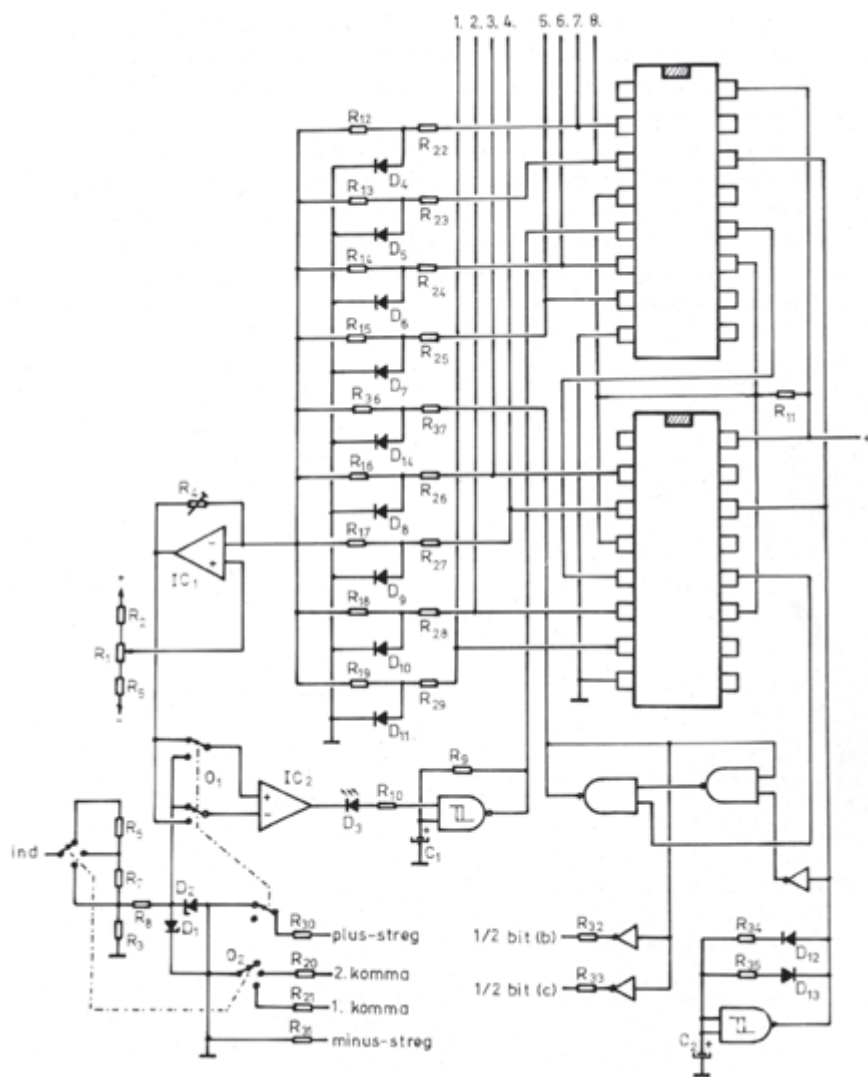 1. 2. 3. 4. 5. 6. 7. 8.
R12
R22
D4
R13
R23
D5
R14
R24
D6
R15
R25
D7
R36
R37
D14
R16
R26
D8
R17
R27
D9
R18
R28
D10
R19
R29
D11
R11
+
R4
-
+
IC1
+
R2
R1
R5
-
O1
IC2
+
-
D3
R10
R9
C1
+
ind
R6
R7
R8
D2
D1
R3
R30
plus-streg
O2
R20
2. komma
R21
1. komma
R31
minus-streg
1/2 bit (b)
R32
1/2 bit (c)
R33
R34
D12
R35
D13
C2
+